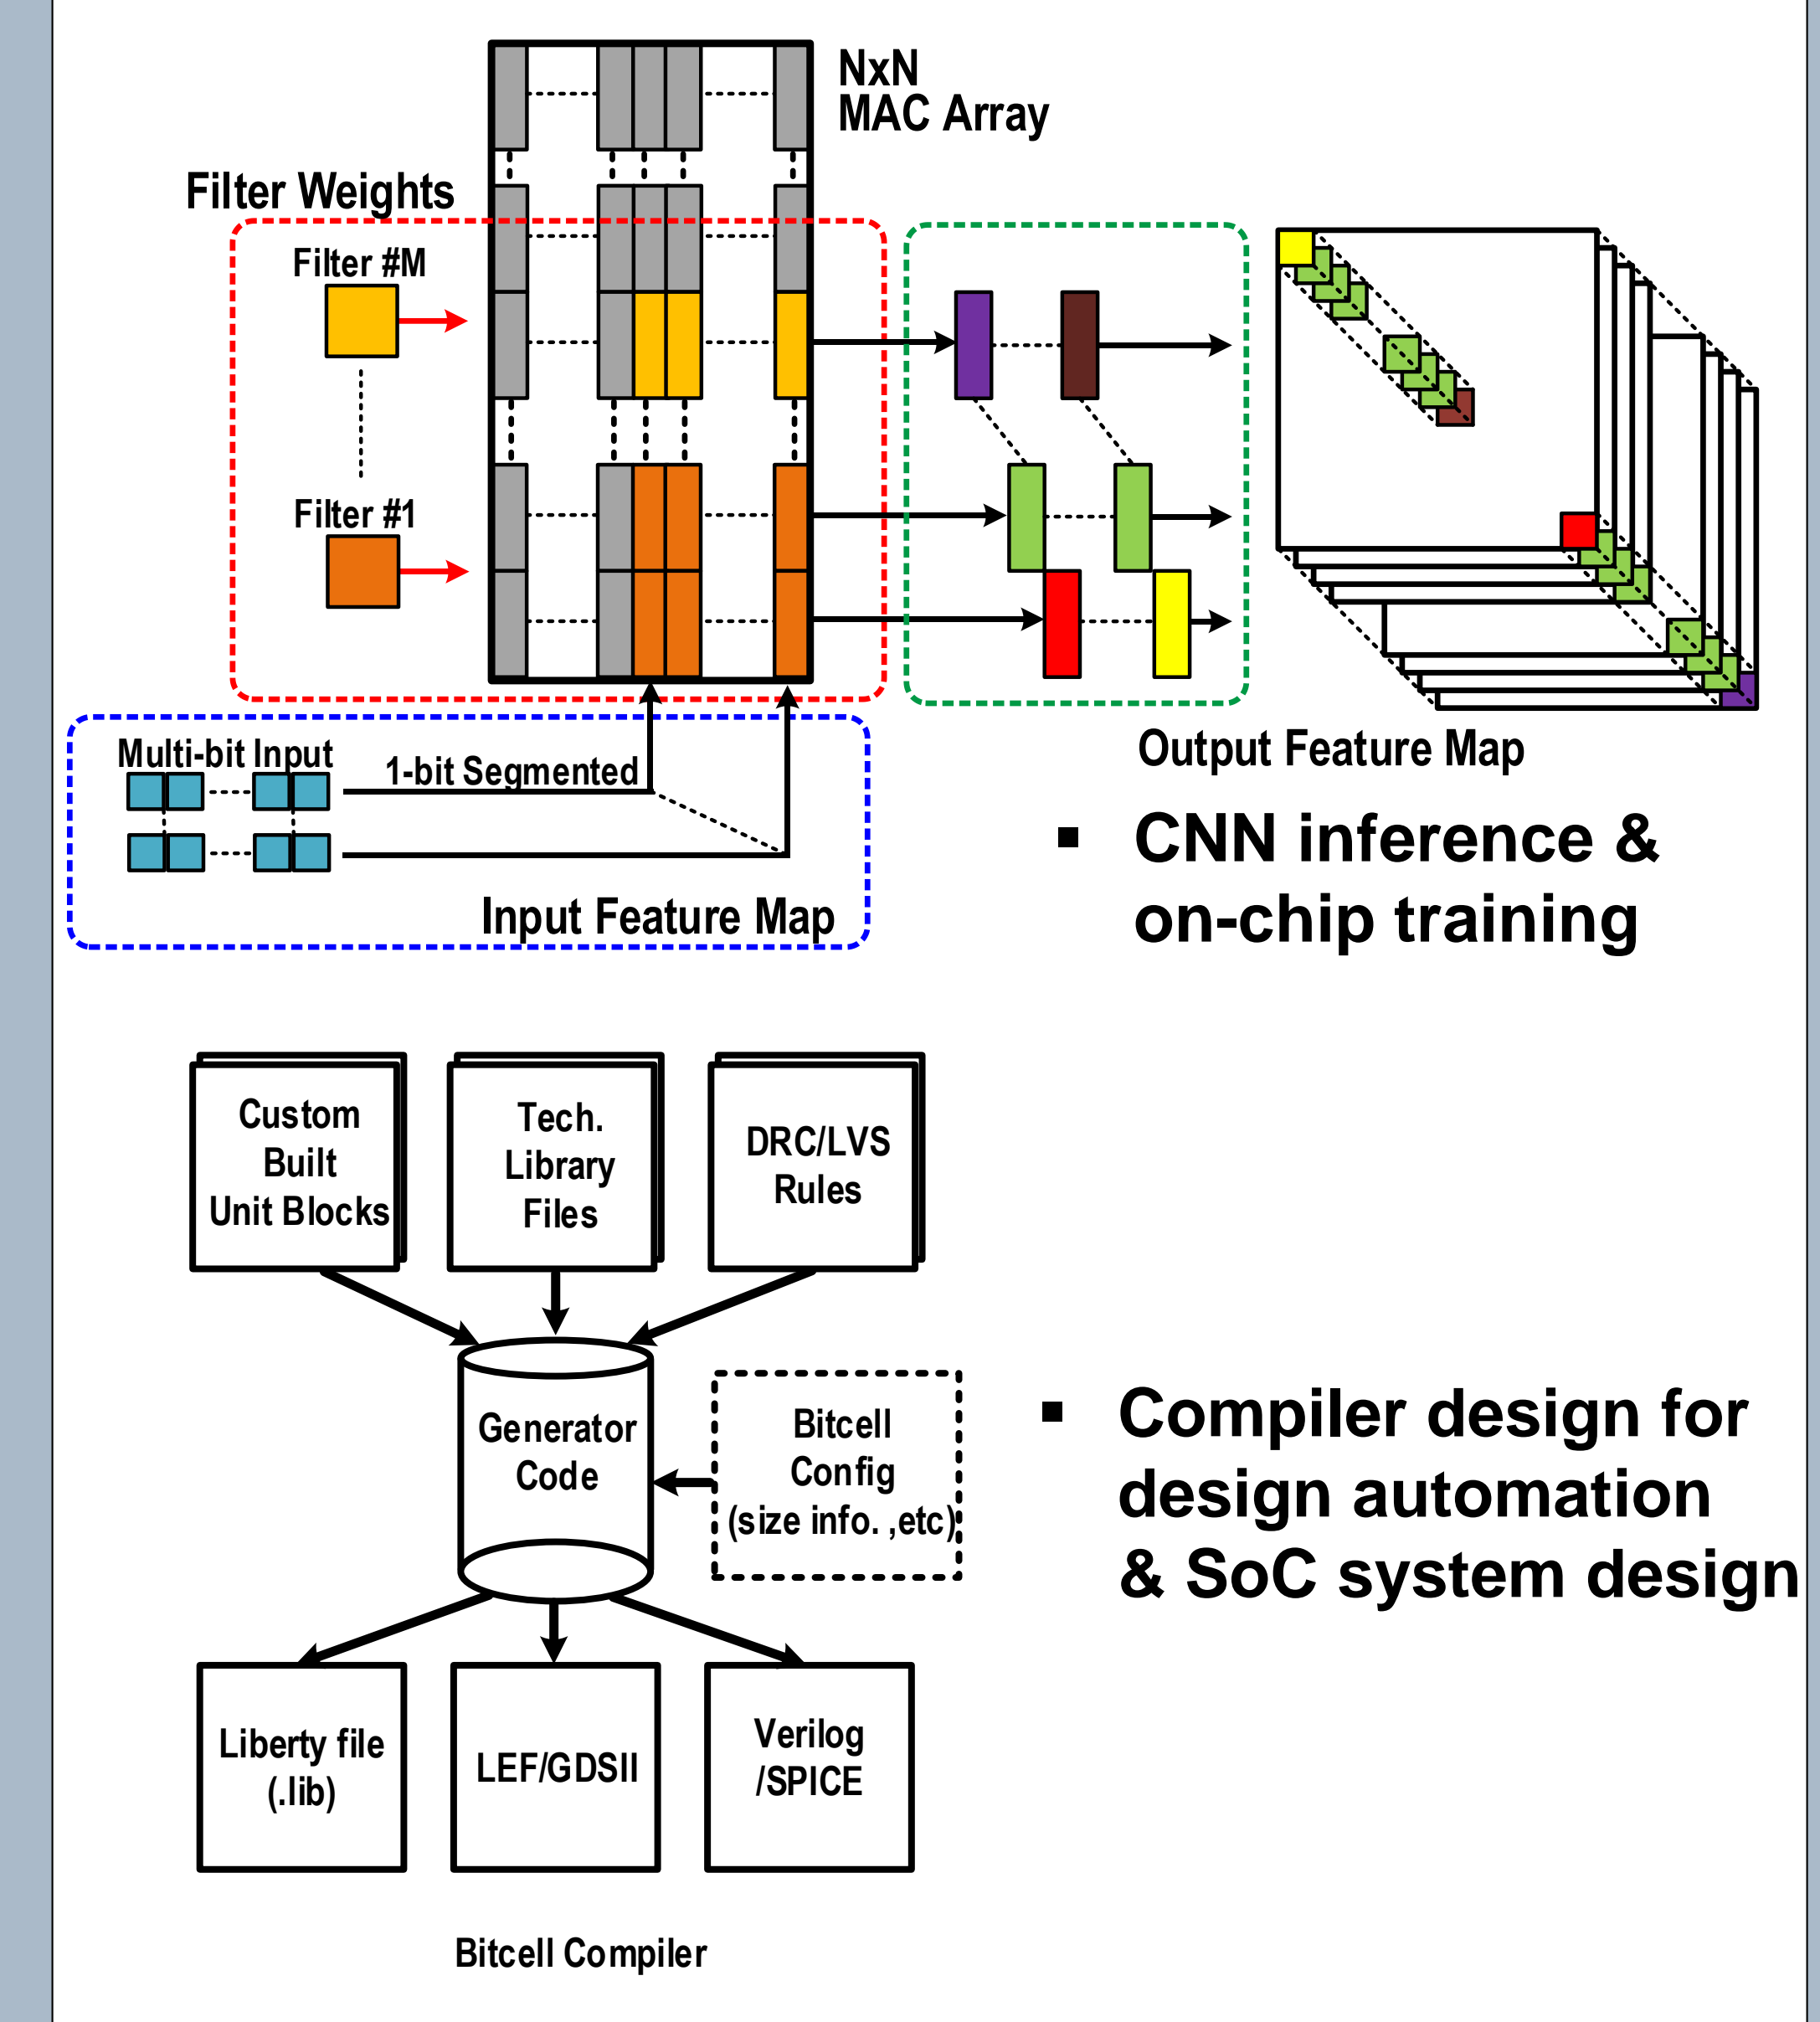 NxN
MAC Array
Filter Weights
Filter #M
Filter #1
Multi-bit Input
1-bit Segmented
Input Feature Map
Output Feature Map
▪ CNN inference &
on-chip training
Custom
Built
Unit Blocks
Tech.
Library
Files
DRC/LVS
Rules
Generator
Code
Bitcell
Config
(size info. ,etc)
▪ Compiler design for
design automation
& SoC system design
Liberty file
(.lib)
LEF/GDSII
Verilog
/SPICE
Bitcell Compiler